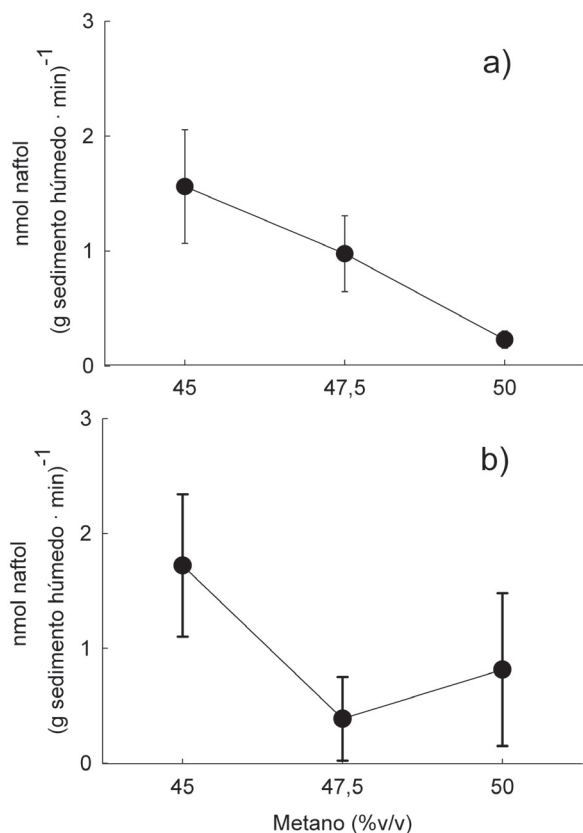 3
a)
2
nmol naftol
(g sedimento húmedo · min)⁻¹
1
0
45 47,5 50
3
b)
2
nmol naftol
(g sedimento húmedo · min)⁻¹
1
0
45 47,5 50
Metano (%v/v)